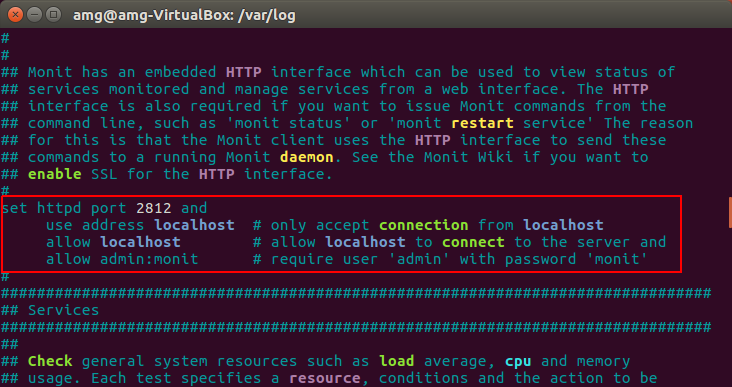 amg@amg-VirtualBox: /var/log
#
#
## Monit has an embedded HTTP interface which can be used to view status of
## services monitored and manage services from a web interface. The HTTP
## interface is also required if you want to issue Monit commands from the
## command line, such as 'monit status' or 'monit restart service' The reason
## for this is that the Monit client uses the HTTP interface to send these
## commands to a running Monit daemon. See the Monit Wiki if you want to
## enable SSL for the HTTP interface.
#
set httpd port 2812 and
    use address localhost  # only accept connection from localhost
    allow localhost        # allow localhost to connect to the server and
    allow admin:monit      # require user 'admin' with password 'monit'
#
###############################################################################
## Services
###############################################################################
##
## Check general system resources such as load average, cpu and memory
## usage. Each test specifies a resource, conditions and the action to be